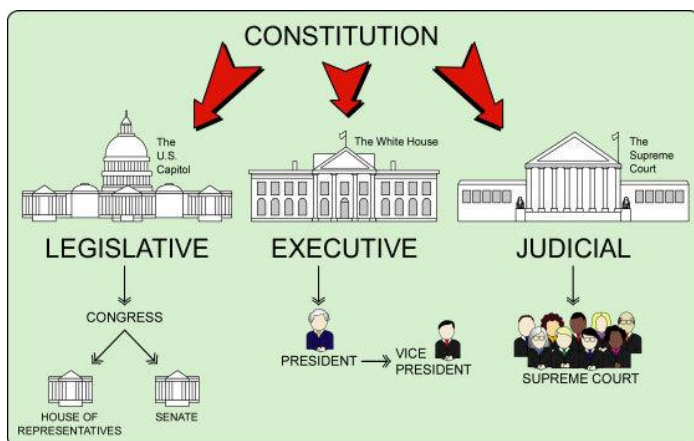 CONSTITUTION
The
U.S.
Capitol
The White House
The
Supreme
Court
LEGISLATIVE
EXECUTIVE
JUDICIAL
CONGRESS
HOUSE OF
REPRESENTATIVES
SENATE
PRESIDENT
VICE
PRESIDENT
SUPREME COURT